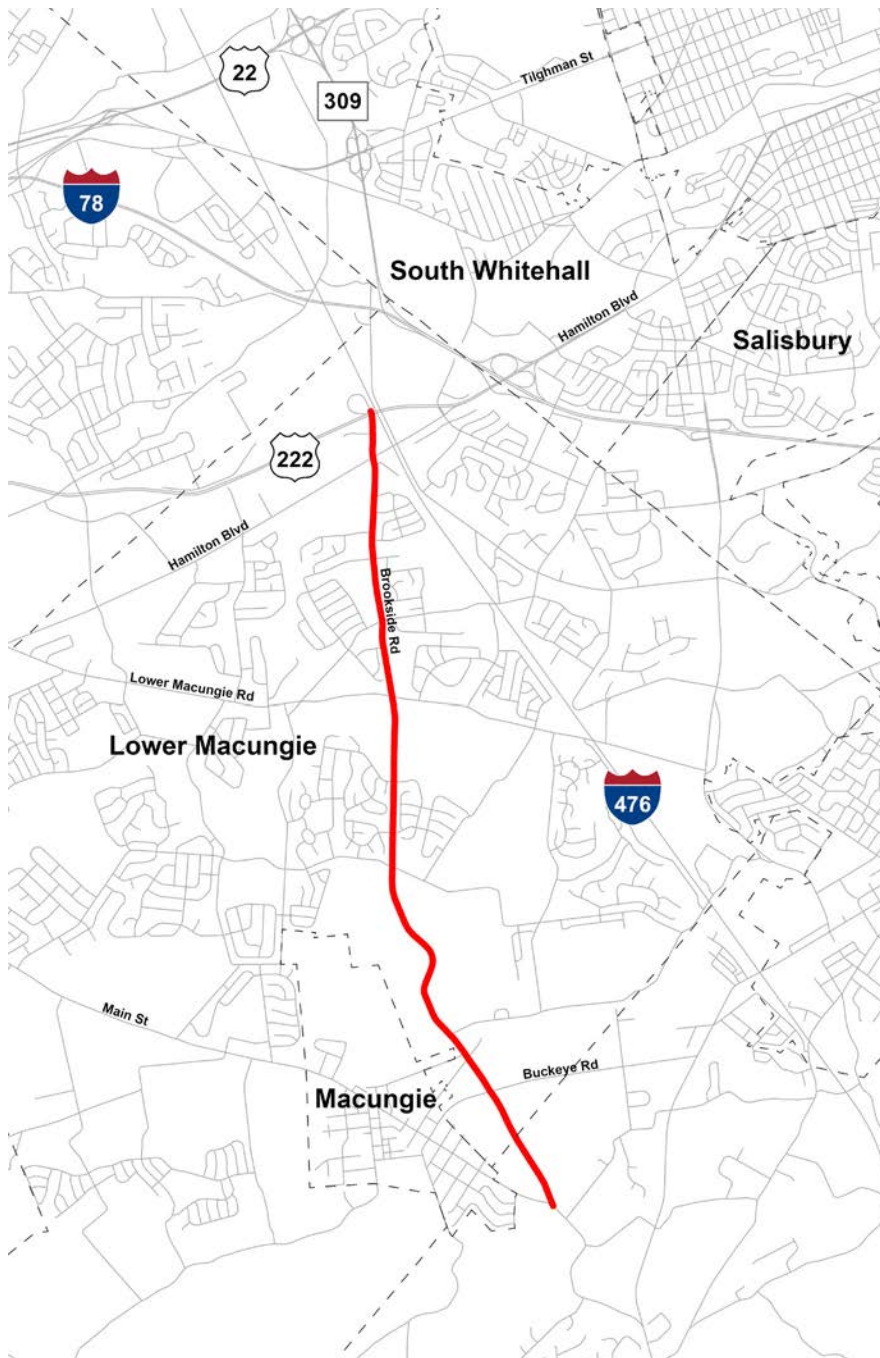 Tilghman St
22
309
78
South Whitehall
Hamilton Blvd
Salisbury
222
Hamilton Blvd
Brookside Rd
Lower Macungie Rd
Lower Macungie
476
Main St
Buckeye Rd
Macungie